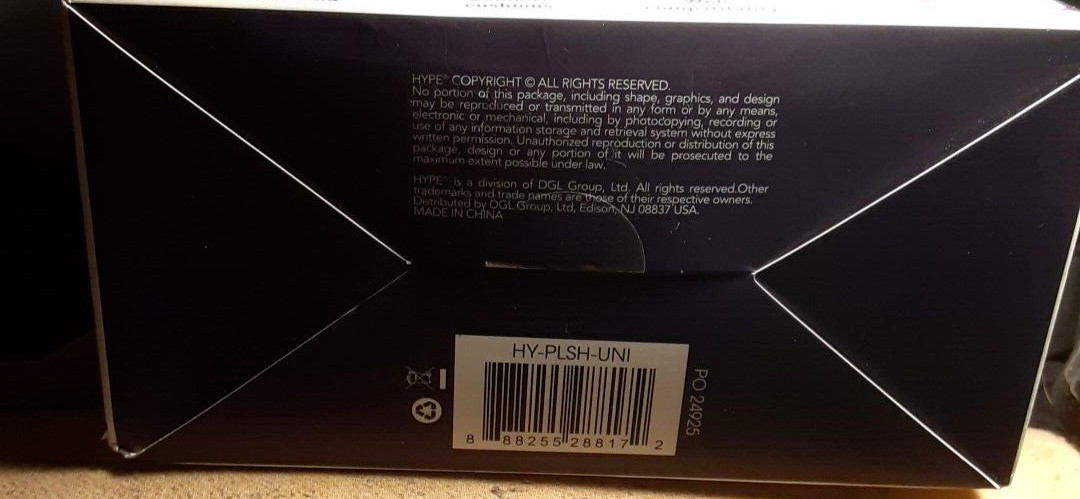 cushions
HYPE® COPYRIGHT © ALL RIGHTS RESERVED.
No portion of this package, including shape, graphics, and design
may be reproduced or transmitted in any form or by any means,
electronic or mechanical, including by photocopying, recording or
use of any information storage and retrieval system without express
written permission. Unauthorized reproduction or distribution of this
package, design or any portion of it will be prosecuted to the
maximum extent possible under law.
HYPE® is a division of DGL Group, Ltd. All rights reserved.Other
trademarks and trade names are those of their respective owners.
Distributed by DGL Group, Ltd, Edison, NJ 08837 USA.
MADE IN CHINA
HY-PLSH-UNI
8 88255 28817 2
PO 24925